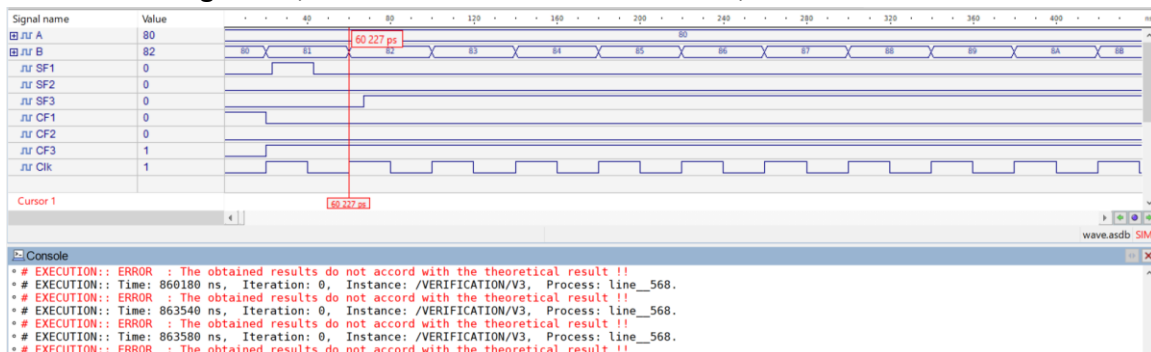 Signal name Value 40 80 120 160 200 240 280 320 360 400
A 80 80
B 82 80 81 82 83 84 85 86 87 88 89 8A 8B
60 227 ps
SF1 0
SF2 0
SF3 0
CF1 0
CF2 0
CF3 1
Clk 1
Cursor 1 60 227 ps
wave.asdb SIM
Console
# EXECUTION:: ERROR : The obtained results do not accord with the theoretical result !!
# EXECUTION:: Time: 860180 ns, Iteration: 0, Instance: /VERIFICATION/V3, Process: line__568.
# EXECUTION:: ERROR : The obtained results do not accord with the theoretical result !!
# EXECUTION:: Time: 863540 ns, Iteration: 0, Instance: /VERIFICATION/V3, Process: line__568.
# EXECUTION:: ERROR : The obtained results do not accord with the theoretical result !!
# EXECUTION:: Time: 863580 ns, Iteration: 0, Instance: /VERIFICATION/V3, Process: line__568.
# EXECUTION:: ERROR : The obtained results do not accord with the theoretical result !!